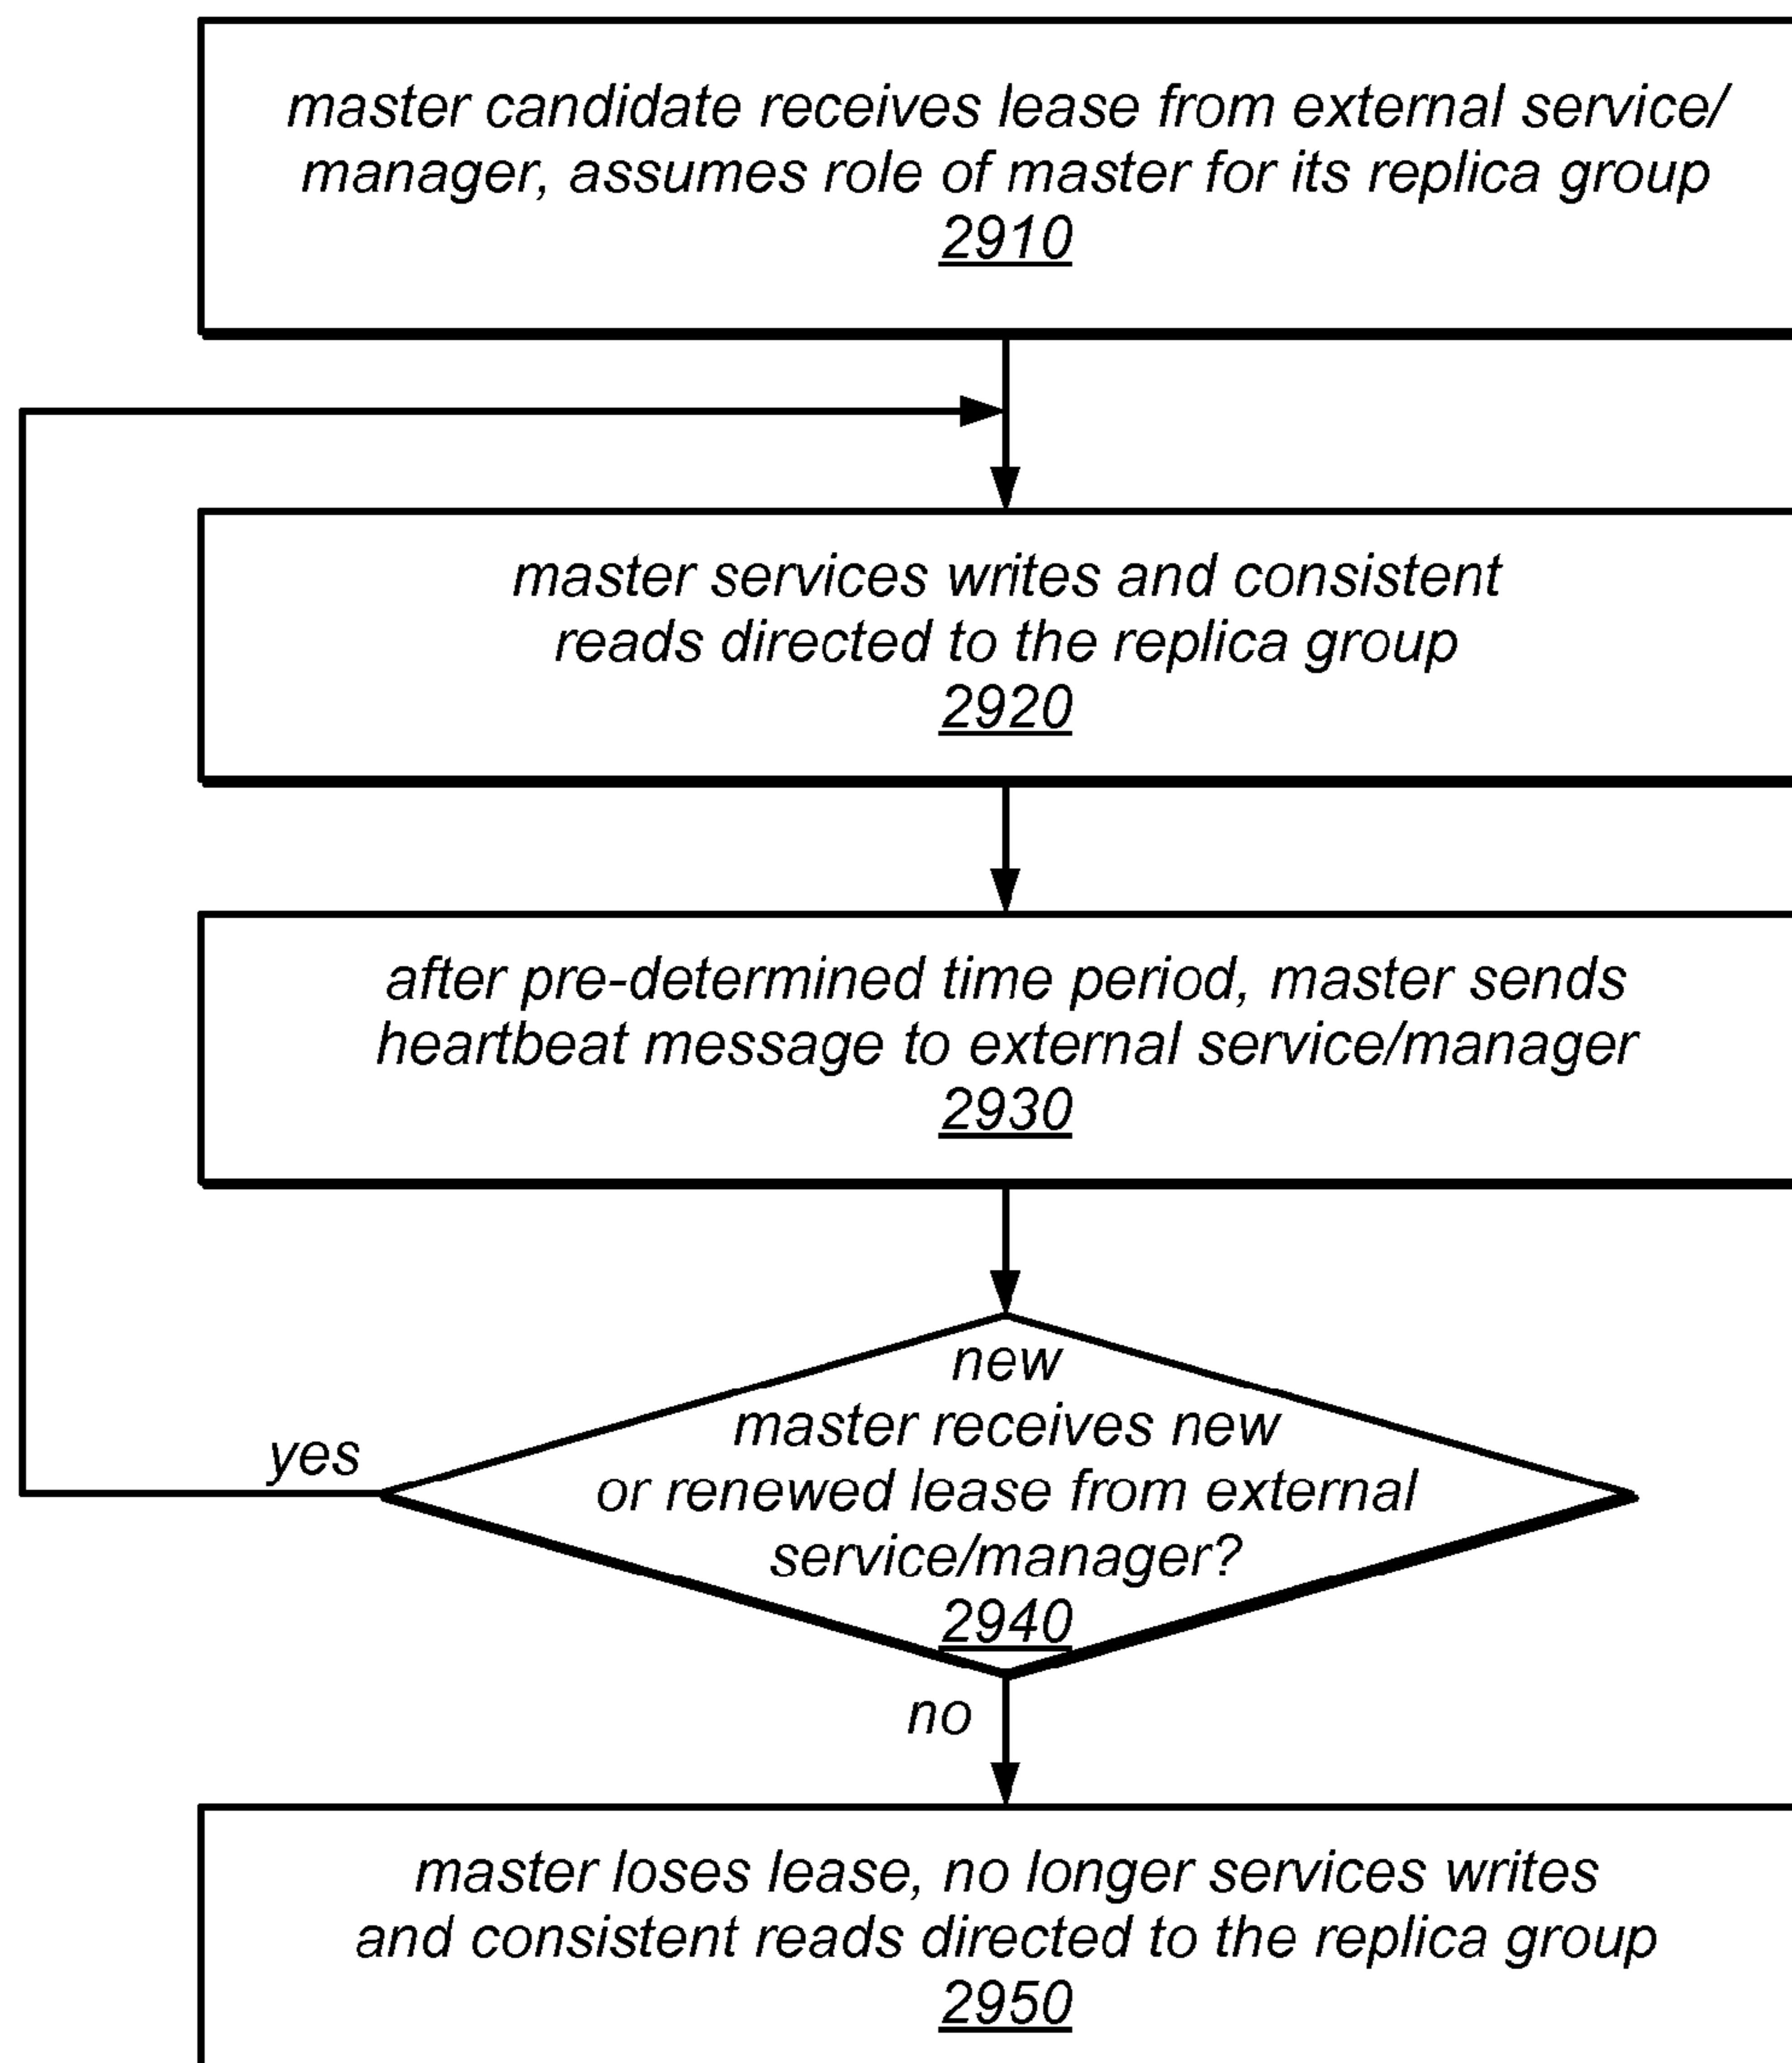 master candidate receives lease from external service/
manager, assumes role of master for its replica group
2910
master services writes and consistent
reads directed to the replica group
2920
after pre-determined time period, master sends
heartbeat message to external service/manager
2930
new
master receives new
or renewed lease from external
service/manager?
2940
yes
no
master loses lease, no longer services writes
and consistent reads directed to the replica group
2950